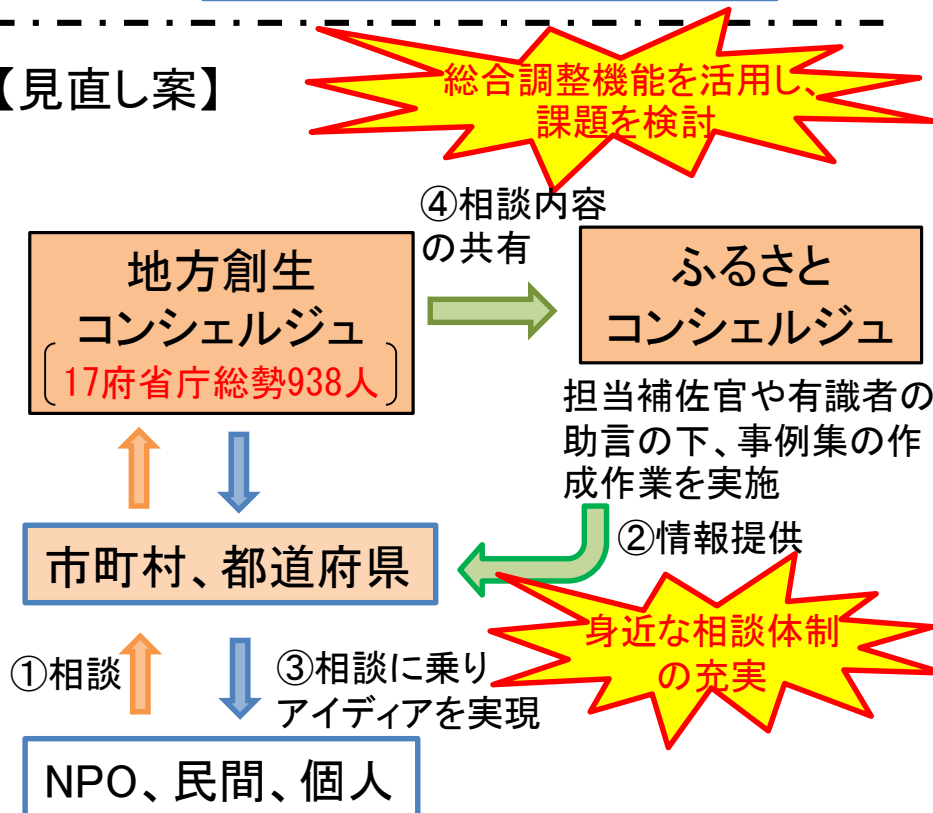 【見直し案】
総合調整機能を活用し、
課題を検討
④相談内容
の共有
地方創生
コンシェルジュ
17府省庁総勢938人
ふるさと
コンシェルジュ
担当補佐官や有識者の
助言の下、事例集の作
成作業を実施
②情報提供
市町村、都道府県
身近な相談体制
の充実
①相談
③相談に乗り
アイディアを実現
NPO、民間、個人